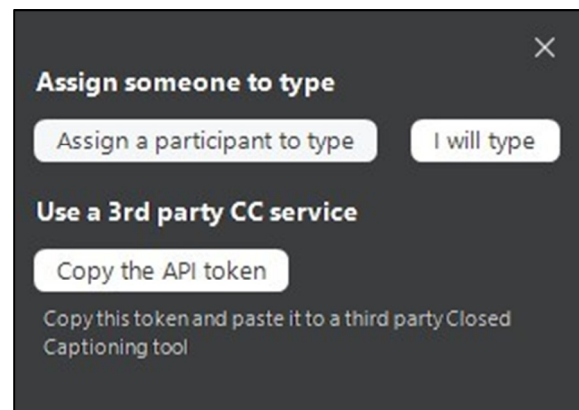 Assign someone to type
Assign a participant to type
I will type
Use a 3rd party CC service
Copy the API token
Copy this token and paste it to a third party Closed
Captioning tool